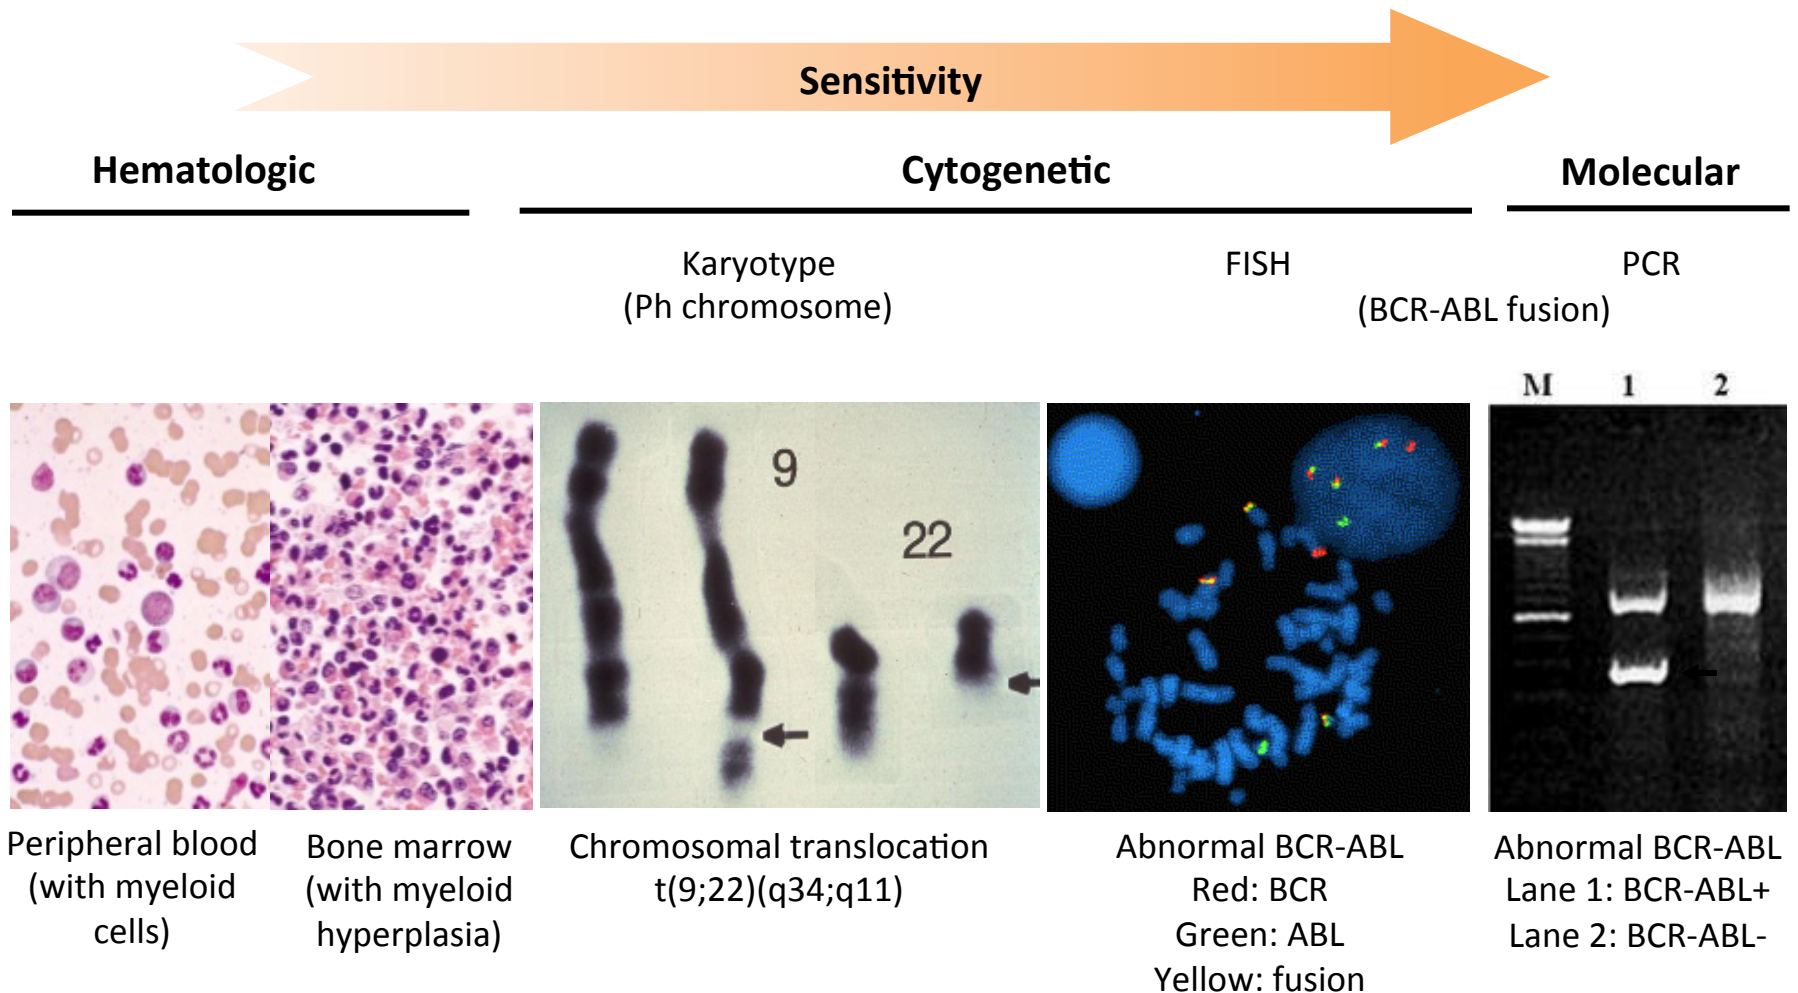 Sensitivity
Hematologic
Cytogenetic
Molecular
Karyotype
(Ph chromosome)
FISH
PCR
(BCR-ABL fusion)
M 1 2
9
22
Peripheral blood
(with myeloid
cells)
Bone marrow
(with myeloid
hyperplasia)
Chromosomal translocation
t(9;22)(q34;q11)
Abnormal BCR-ABL
Red: BCR
Green: ABL
Yellow: fusion
Abnormal BCR-ABL
Lane 1: BCR-ABL+
Lane 2: BCR-ABL-